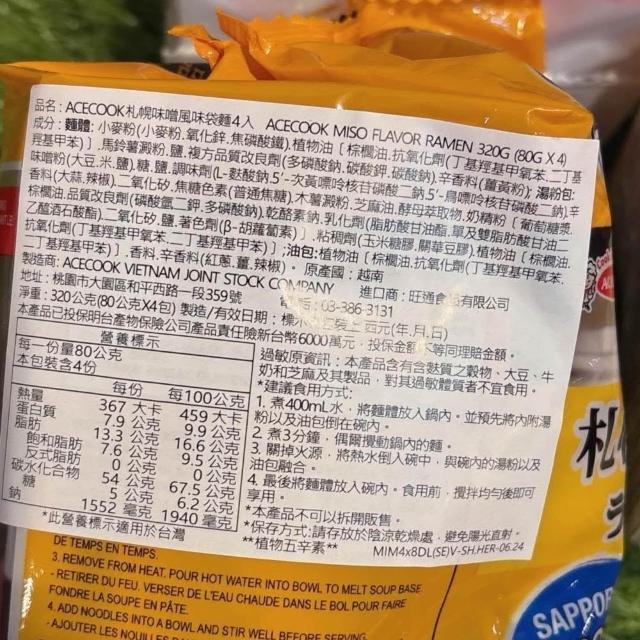 品名：ACECOOK札幌味噌風味袋麵4入 ACECOOK MISO FLAVOR RAMEN 320G (80G X 4)
成分：麵體：小麥粉(小麥粉.氧化鋅.焦磷酸鐵).植物油〔棕櫚油.抗氧化劑(丁基羥基甲氧苯.二丁基
羥基甲苯)〕.馬鈴薯澱粉.鹽.複方品質改良劑(多磷酸鈉.碳酸鉀.碳酸鈉).辛香料(薑黃粉)；湯粉包:
味噌粉(大豆.米.鹽).糖.鹽.調味劑(L-麩酸鈉.5'-次黃嘌呤核苷磷酸二鈉.5'-鳥嘌呤核苷磷酸二鈉).辛
香料(大蒜.辣椒).二氧化矽.焦糖色素(普通焦糖).木薯澱粉.芝麻油.酵母萃取物.奶精粉〔葡萄糖漿.
棕櫚油.品質改良劑(磷酸氫二鉀.多磷酸鈉).乾酪素鈉.乳化劑(脂肪酸甘油酯.單及雙脂肪酸甘油二
乙醯酒石酸酯).二氧化矽.鹽.著色劑(β-胡蘿蔔素)〕.粘稠劑(玉米糖膠.關華豆膠).植物油〔棕櫚油.
抗氧化劑(丁基羥基甲氧苯.二丁基羥基甲苯)〕;油包:植物油〔棕櫚油.抗氧化劑(丁基羥基甲氧苯.
二丁基羥基甲苯)〕.香料.辛香料(紅蔥.薑.辣椒)。原產國：越南
製造商：ACECOOK VIETNAM JOINT STOCK COMPANY 進口商：旺通食品有限公司
地址：桃園市大園區和平西路一段359號 電話：03-386-3131
淨重：320公克(80公克X4包) 製造/有效日期：標示 西元(年.月.日)
本產品已投保明台產物保險公司產品責任險新台幣6000萬元，投保金額 等同理賠金額。
營養標示
每一份量80公克
本包裝含4份
每份 每100公克
熱量 367 大卡 459 大卡
蛋白質 7.9 公克 9.9 公克
脂肪 13.3 公克 16.6 公克
飽和脂肪 7.6 公克 9.5 公克
反式脂肪 0 公克 0 公克
碳水化合物 54 公克 67.5 公克
糖 5 公克 6.2 公克
鈉 1552 毫克 1940 毫克
*此營養標示適用於台灣
過敏原資訊：本產品含有含麩質之穀物、大豆、牛
奶和芝麻及其製品，對其過敏體質者不宜食用。
*建議食用方式:
1. 煮400mL水，將麵體放入鍋內。並預先將內附湯
粉以及油包倒在碗內。
2. 煮3分鐘，偶爾攪動鍋內的麵。
3. 關掉火源，將熱水倒入碗中，與碗內的湯粉以及
油包融合。
4. 最後將麵體放入碗內。食用前，攪拌均勻後即可
享用。
*本產品不可以拆開販售。
*保存方式:請存放於陰涼乾燥處，避免陽光直射。
**植物五辛素** MIM4x8DL(SE)V-SH.HER-06.24
DE TEMPS EN TEMPS.
3. REMOVE FROM HEAT. POUR HOT WATER INTO BOWL TO MELT SOUP BASE.
- RETIRER DU FEU. VERSER DE L'EAU CHAUDE DANS LE BOL POUR FAIRE
FONDRE LA SOUPE EN PÂTE.
4. ADD NOODLES INTO A BOWL AND STIR WELL BEFORE SERVING.
- AJOUTER LES NOUILLES
札
SAPPOR